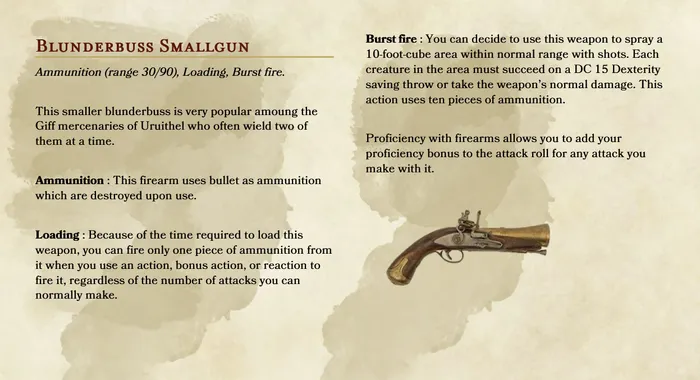 Blunderbuss Smallgun
Ammunition (range 30/90), Loading, Burst fire.
This smaller blunderbuss is very popular amoung the
Giff mercenaries of Uruithel who often wield two of
them at a time.
Ammunition : This firearm uses bullet as ammunition
which are destroyed upon use.
Loading : Because of the time required to load this
weapon, you can fire only one piece of ammunition from
it when you use an action, bonus action, or reaction to
fire it, regardless of the number of attacks you can
normally make.
Burst fire : You can decide to use this weapon to spray a
10-foot-cube area within normal range with shots. Each
creature in the area must succeed on a DC 15 Dexterity
saving throw or take the weapon's normal damage. This
action uses ten pieces of ammunition.
Proficiency with firearms allows you to add your
proficiency bonus to the attack roll for any attack you
make with it.